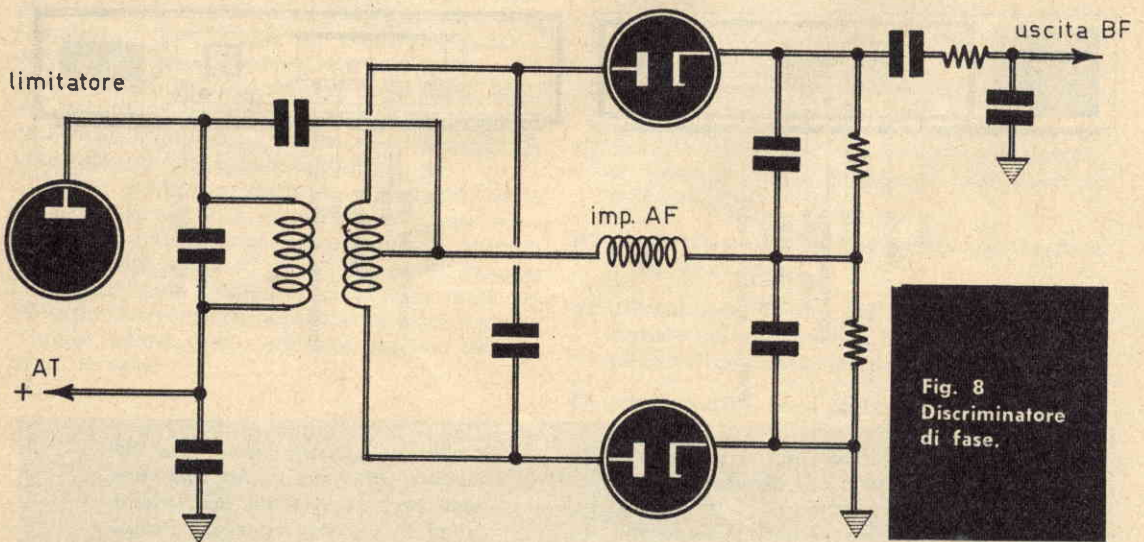 limitatore
uscita BF
imp. AF
AT
+
Fig. 8
Discriminatore
di fase.